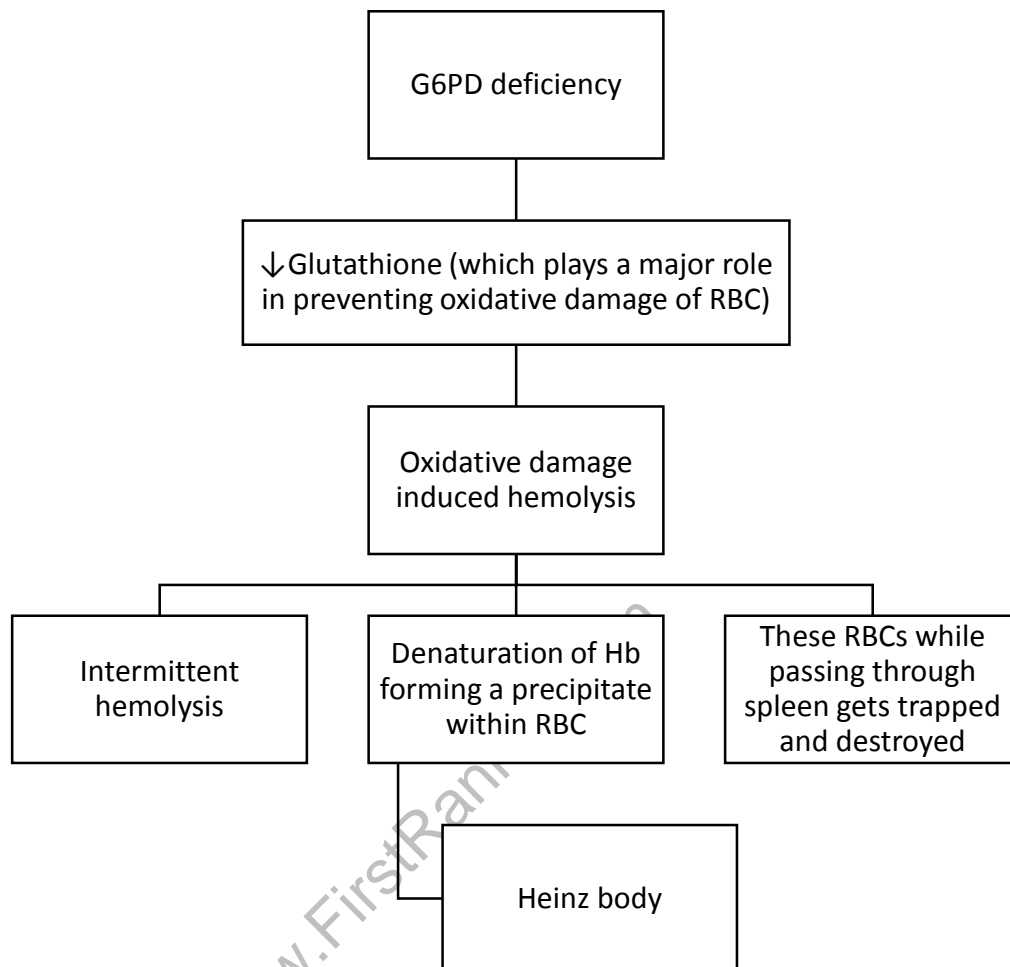 G6PD deficiency
↓Glutathione (which plays a major role
in preventing oxidative damage of RBC)
Oxidative damage
induced hemolysis
Intermittent
hemolysis
Denaturation of Hb
forming a precipitate
within RBC
These RBCs while
passing through
spleen gets trapped
and destroyed
Heinz body
w.FirstRan